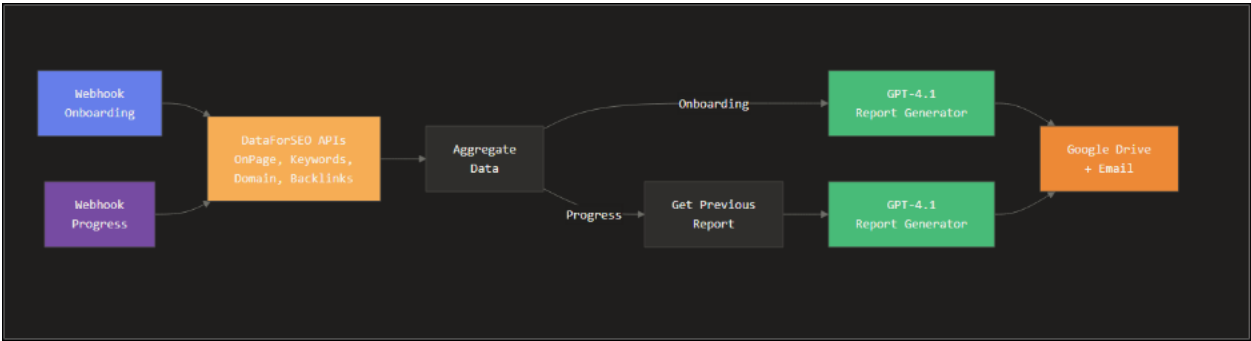 Webhook
Onboarding
Webhook
Progress
DataForSEO APIs
OnPage, Keywords,
Domain, Backlinks
Aggregate
Data
Onboarding
Progress
Get Previous
Report
GPT-4.1
Report Generator
GPT-4.1
Report Generator
Google Drive
+ Email